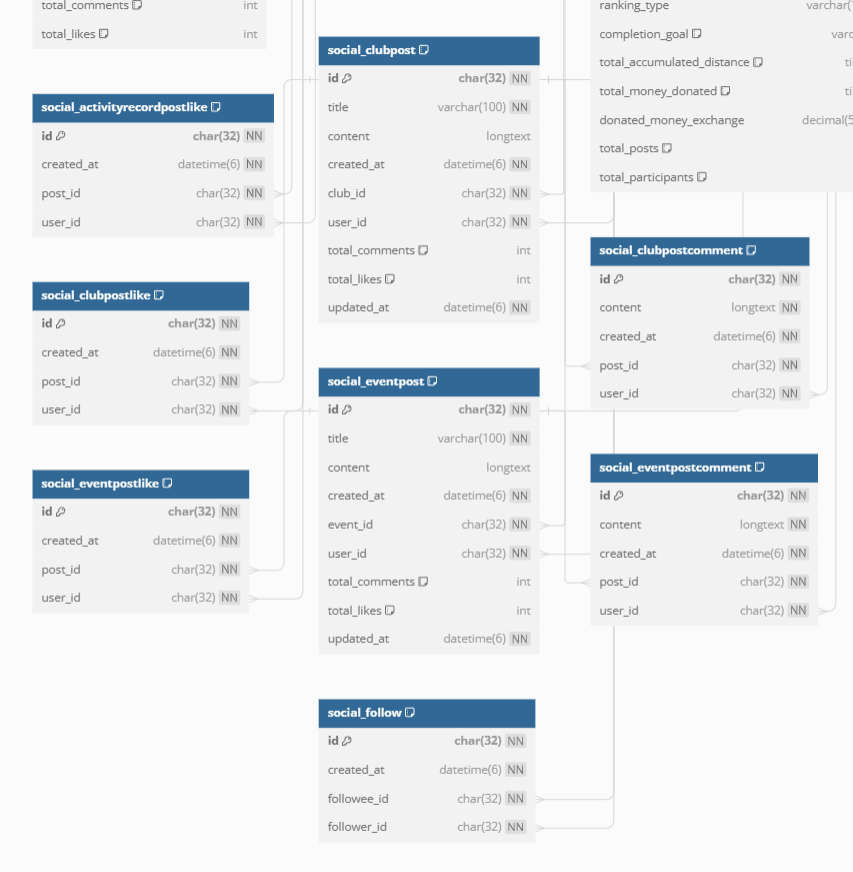 total_comments int
total_likes int
social_activityrecordpostlike
id char(32) NN
created_at datetime(6) NN
post_id char(32) NN
user_id char(32) NN
social_clubpostlike
id char(32) NN
created_at datetime(6) NN
post_id char(32) NN
user_id char(32) NN
social_eventpostlike
id char(32) NN
created_at datetime(6) NN
post_id char(32) NN
user_id char(32) NN
social_clubpost
id char(32) NN
title varchar(100) NN
content longtext
created_at datetime(6) NN
club_id char(32) NN
user_id char(32) NN
total_comments int
total_likes int
updated_at datetime(6) NN
social_eventpost
id char(32) NN
title varchar(100) NN
content longtext
created_at datetime(6) NN
event_id char(32) NN
user_id char(32) NN
total_comments int
total_likes int
updated_at datetime(6) NN
social_follow
id char(32) NN
created_at datetime(6) NN
followee_id char(32) NN
follower_id char(32) NN
ranking_type varchar(
completion_goal varc
total_accumulated_distance ti
total_money_donated ti
donated_money_exchange decimal(5
total_posts
total_participants
social_clubpostcomment
id char(32) NN
content longtext NN
created_at datetime(6) NN
post_id char(32) NN
user_id char(32) NN
social_eventpostcomment
id char(32) NN
content longtext NN
created_at datetime(6) NN
post_id char(32) NN
user_id char(32) NN